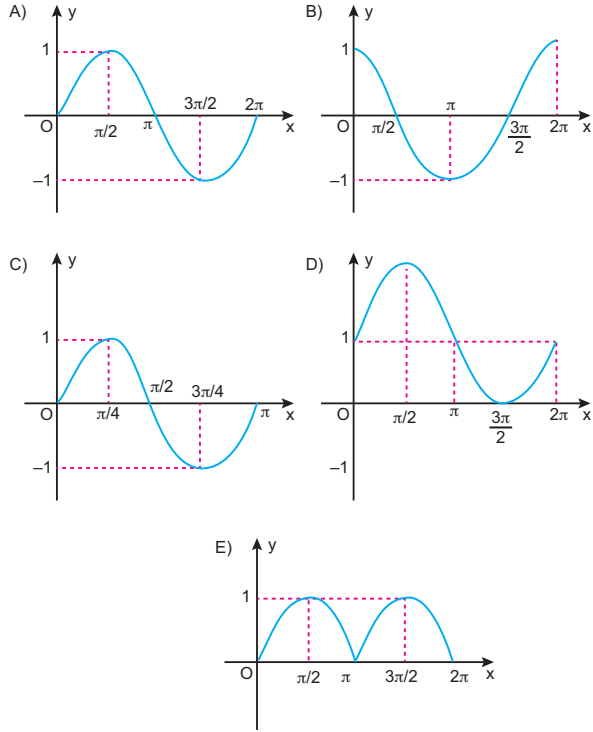 A) y
1
3π/2 2π
O π/2 π x
–1
B) y
1
π
O π/2 3π/2 2π x
–1
C) y
1
π/2 3π/4
O π/4 π x
–1
D) y
1
O π/2 π 3π/2 2π x
–1
E) y
1
O π/2 π 3π/2 2π x